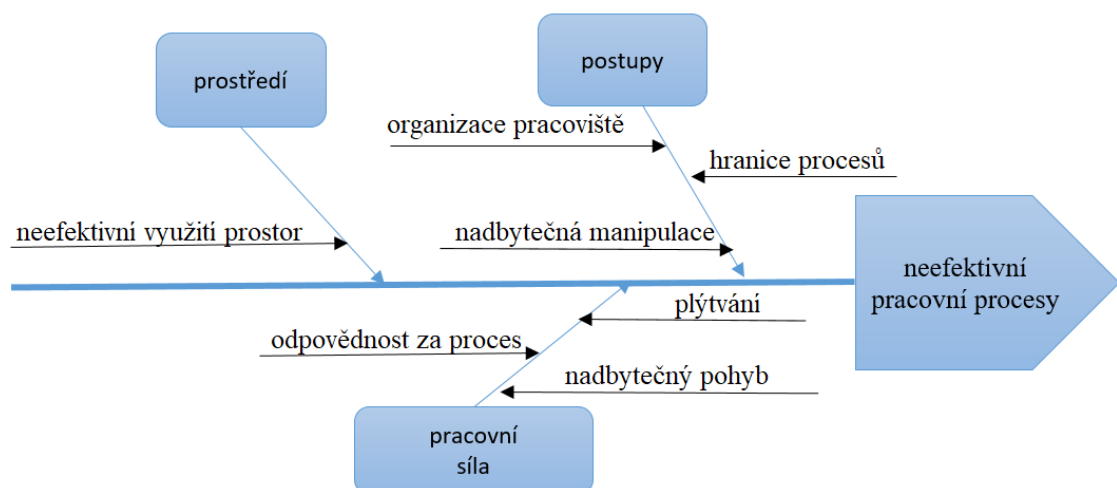 prostředí
postupy
organizace pracoviště
hranice procesů
neefektivní využití prostor
nadbytečná manipulace
neefektivní
pracovní procesy
plýtvání
odpovědnost za proces
nadbytečný pohyb
pracovní
síla